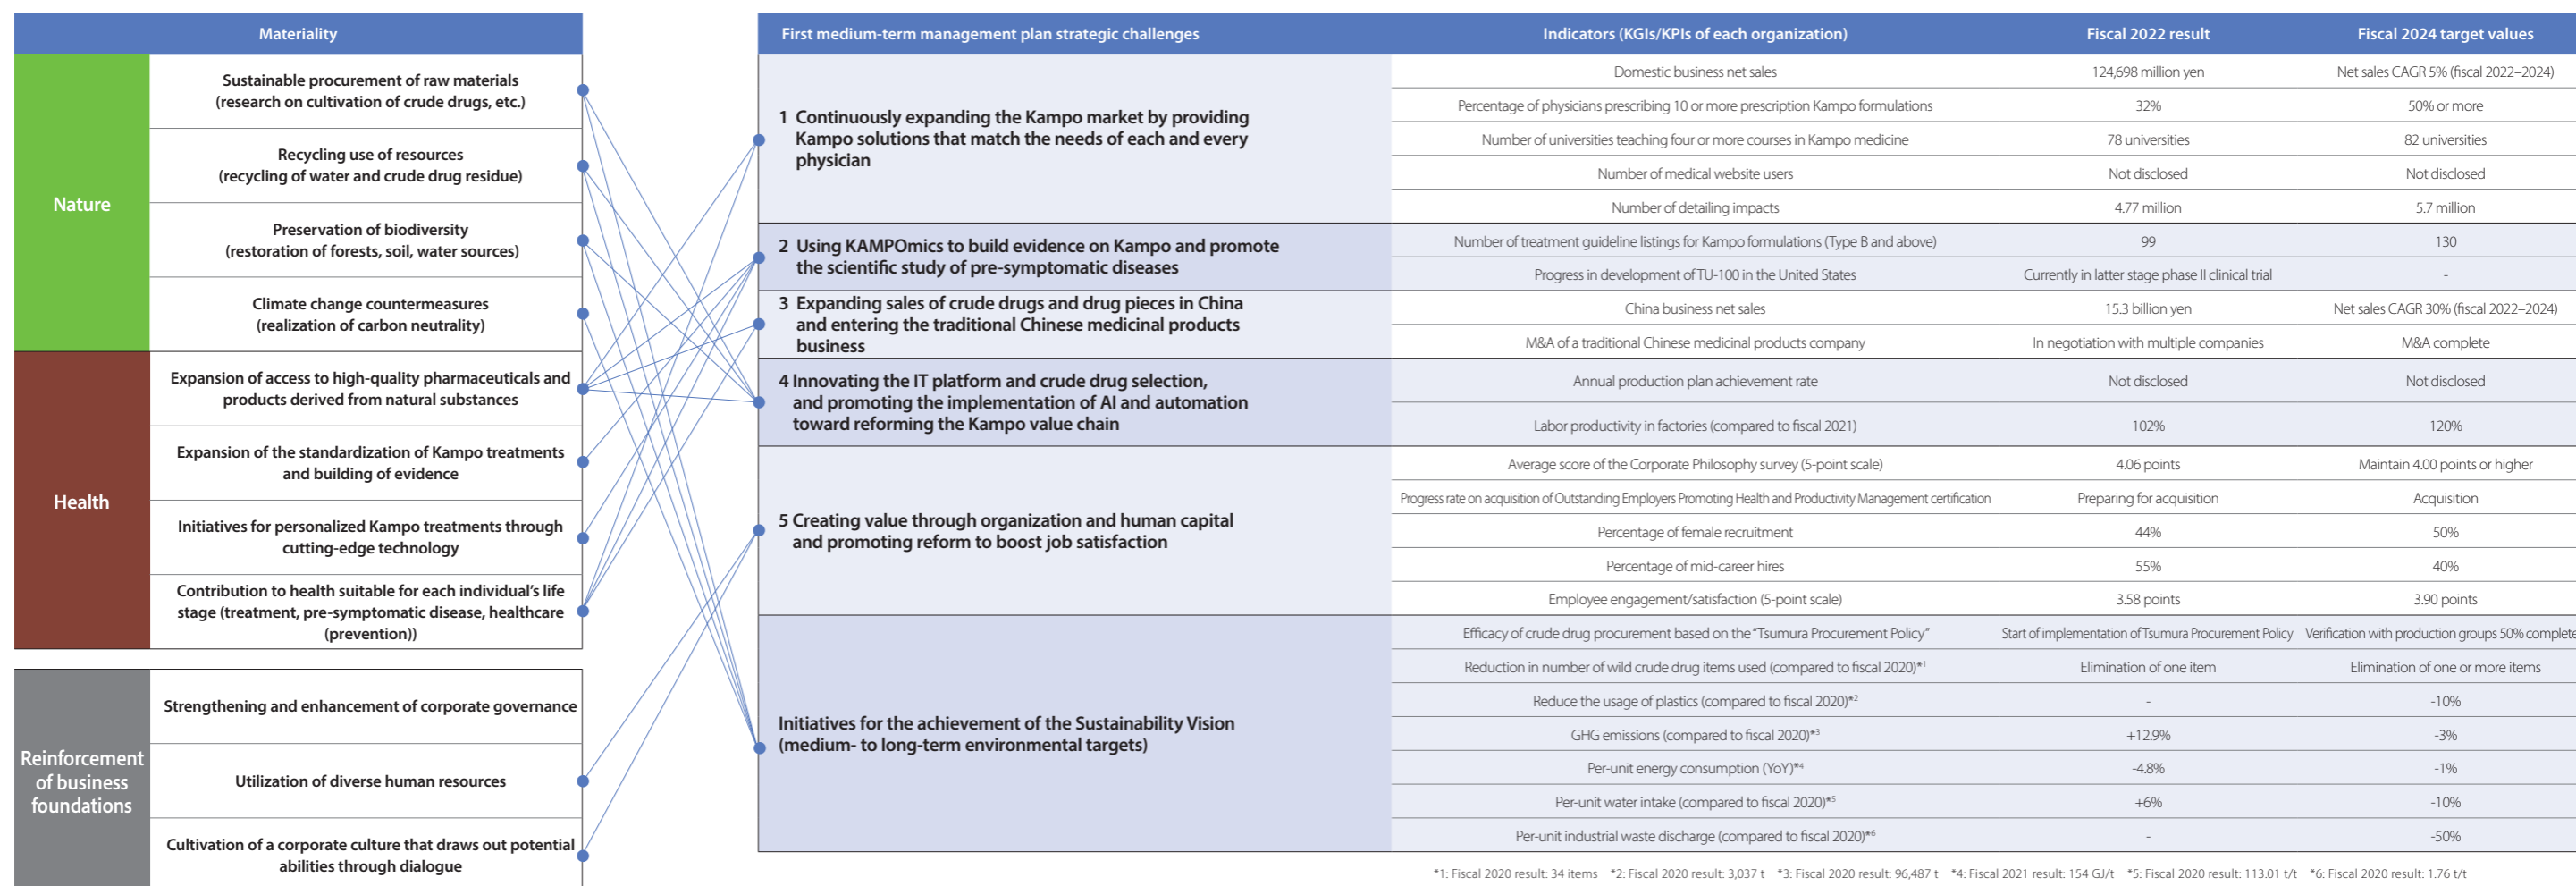 Materiality
Nature
Sustainable procurement of raw materials
(research on cultivation of crude drugs, etc.)
Recycling use of resources
(recycling of water and crude drug residue)
Preservation of biodiversity
(restoration of forests, soil, water sources)
Climate change countermeasures
(realization of carbon neutrality)
Health
Expansion of access to high-quality pharmaceuticals and
products derived from natural substances
Expansion of the standardization of Kampo treatments
and building of evidence
Initiatives for personalized Kampo treatments through
cutting-edge technology
Contribution to health suitable for each individual's life
stage (treatment, pre-symptomatic disease, healthcare
(prevention))
Reinforcement
of business
foundations
Strengthening and enhancement of corporate governance
Utilization of diverse human resources
Cultivation of a corporate culture that draws out potential
abilities through dialogue
First medium-term management plan strategic challenges Indicators (KGIs/KPIs of each organization) Fiscal 2022 result Fiscal 2024 target values
1 Continuously expanding the Kampo market by providing
Kampo solutions that match the needs of each and every
physician
Domestic business net sales 124,698 million yen Net sales CAGR 5% (fiscal 2022–2024)
Percentage of physicians prescribing 10 or more prescription Kampo formulations 32% 50% or more
Number of universities teaching four or more courses in Kampo medicine 78 universities 82 universities
Number of medical website users Not disclosed Not disclosed
Number of detailing impacts 4.77 million 5.7 million
2 Using KAMPOmics to build evidence on Kampo and promote
the scientific study of pre-symptomatic diseases
Number of treatment guideline listings for Kampo formulations (Type B and above) 99 130
Progress in development of TU-100 in the United States Currently in latter stage phase II clinical trial -
3 Expanding sales of crude drugs and drug pieces in China
and entering the traditional Chinese medicinal products
business
China business net sales 15.3 billion yen Net sales CAGR 30% (fiscal 2022–2024)
M&A of a traditional Chinese medicinal products company In negotiation with multiple companies M&A complete
4 Innovating the IT platform and crude drug selection,
and promoting the implementation of AI and automation
toward reforming the Kampo value chain
Annual production plan achievement rate Not disclosed Not disclosed
Labor productivity in factories (compared to fiscal 2021) 102% 120%
5 Creating value through organization and human capital
and promoting reform to boost job satisfaction
Average score of the Corporate Philosophy survey (5-point scale) 4.06 points Maintain 4.00 points or higher
Progress rate on acquisition of Outstanding Employers Promoting Health and Productivity Management certification Preparing for acquisition Acquisition
Percentage of female recruitment 44% 50%
Percentage of mid-career hires 55% 40%
Employee engagement/satisfaction (5-point scale) 3.58 points 3.90 points
Initiatives for the achievement of the Sustainability Vision
(medium- to long-term environmental targets)
Efficacy of crude drug procurement based on the "Tsumura Procurement Policy" Start of implementation of Tsumura Procurement Policy Verification with production groups 50% complete
Reduction in number of wild crude drug items used (compared to fiscal 2020)*1 Elimination of one item Elimination of one or more items
Reduce the usage of plastics (compared to fiscal 2020)*2 - -10%
GHG emissions (compared to fiscal 2020)*3 +12.9% -3%
Per-unit energy consumption (YoY)*4 -4.8% -1%
Per-unit water intake (compared to fiscal 2020)*5 +6% -10%
Per-unit industrial waste discharge (compared to fiscal 2020)*6 - -50%
*1: Fiscal 2020 result: 34 items *2: Fiscal 2020 result: 3,037 t *3: Fiscal 2020 result: 96,487 t *4: Fiscal 2021 result: 154 GJ/t *5: Fiscal 2020 result: 113.01 t/t *6: Fiscal 2020 result: 1.76 t/t